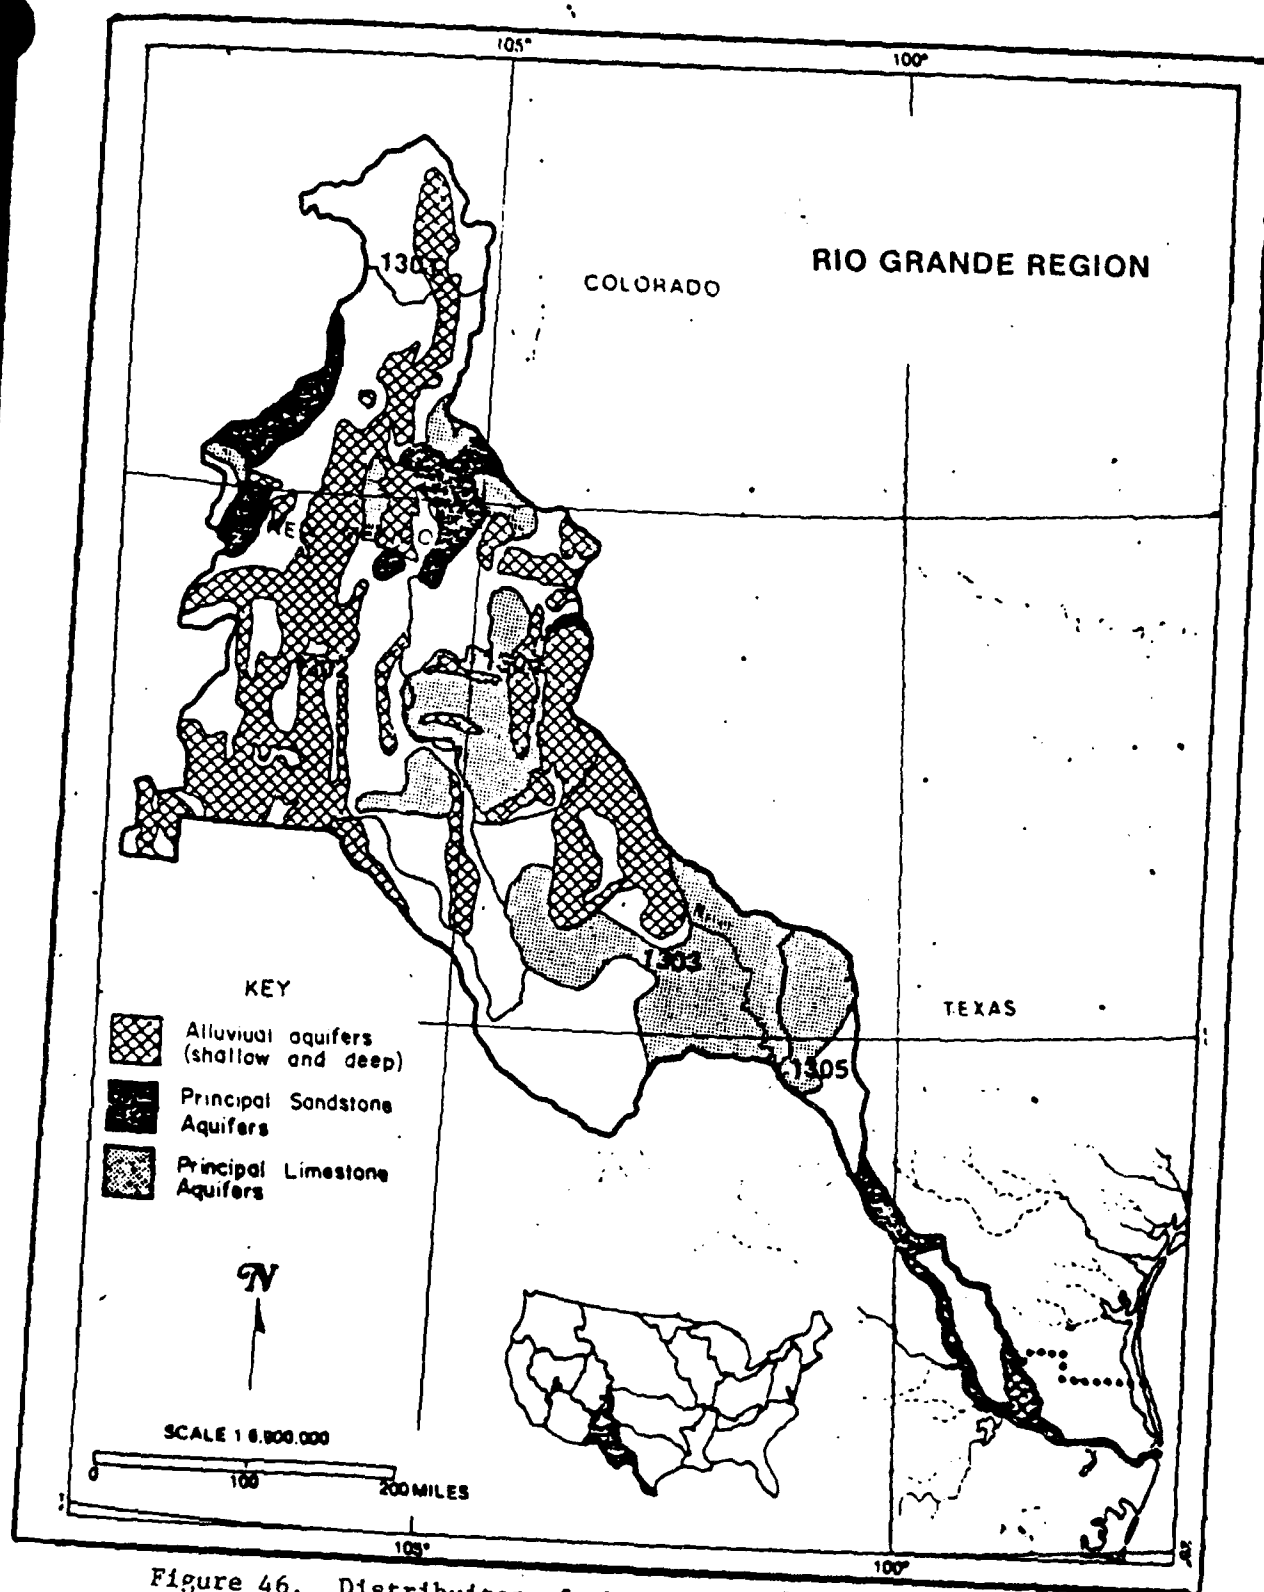 105°
100°
RIO GRANDE REGION
COLORADO
1301
1303
TEXAS
1305
KEY
Alluviual aquifers
(shallow and deep)
Principal Sandstone
Aquifers
Principal Limestone
Aquifers
N
SCALE 1 6,900,000
0 100 200 MILES
105°
100°
Figure 46.